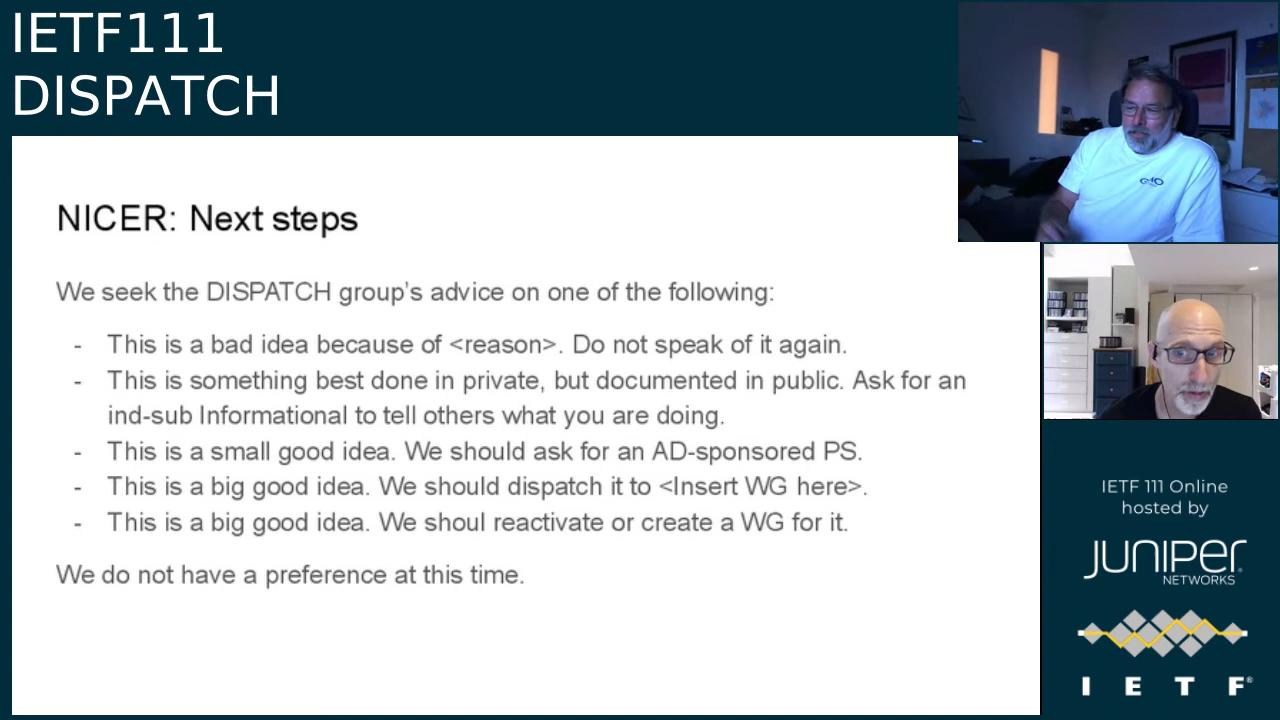 IETF111
DISPATCH
NICER: Next steps
We seek the DISPATCH group's advice on one of the following:
- This is a bad idea because of <reason>. Do not speak of it again.
- This is something best done in private, but documented in public. Ask for an
ind-sub Informational to tell others what you are doing.
- This is a small good idea. We should ask for an AD-sponsored PS.
- This is a big good idea. We should dispatch it to <Insert WG here>.
- This is a big good idea. We shoul reactivate or create a WG for it.
We do not have a preference at this time.
IETF 111 Online
hosted by
JUNIPER
NETWORKS
I E T F®